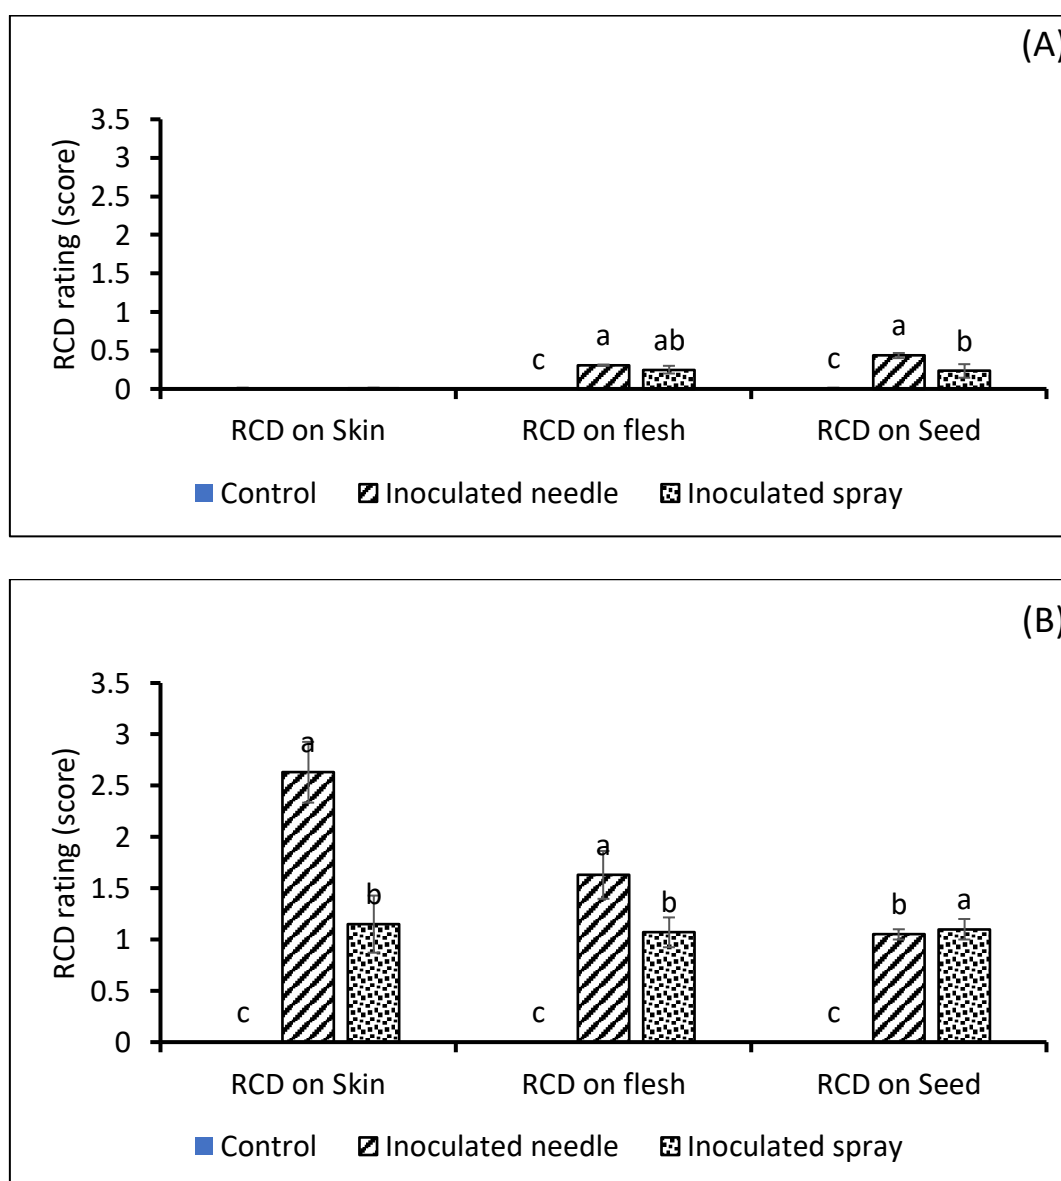 (A)
3.5
3
2.5
2
1.5
1
0.5
0
RCD rating (score)
c a ab c a b
RCD on Skin RCD on flesh RCD on Seed
Control Inoculated needle Inoculated spray
(B)
3.5
3
2.5
2
1.5
1
0.5
0
RCD rating (score)
c a b c a b c b a
RCD on Skin RCD on flesh RCD on Seed
Control Inoculated needle Inoculated spray